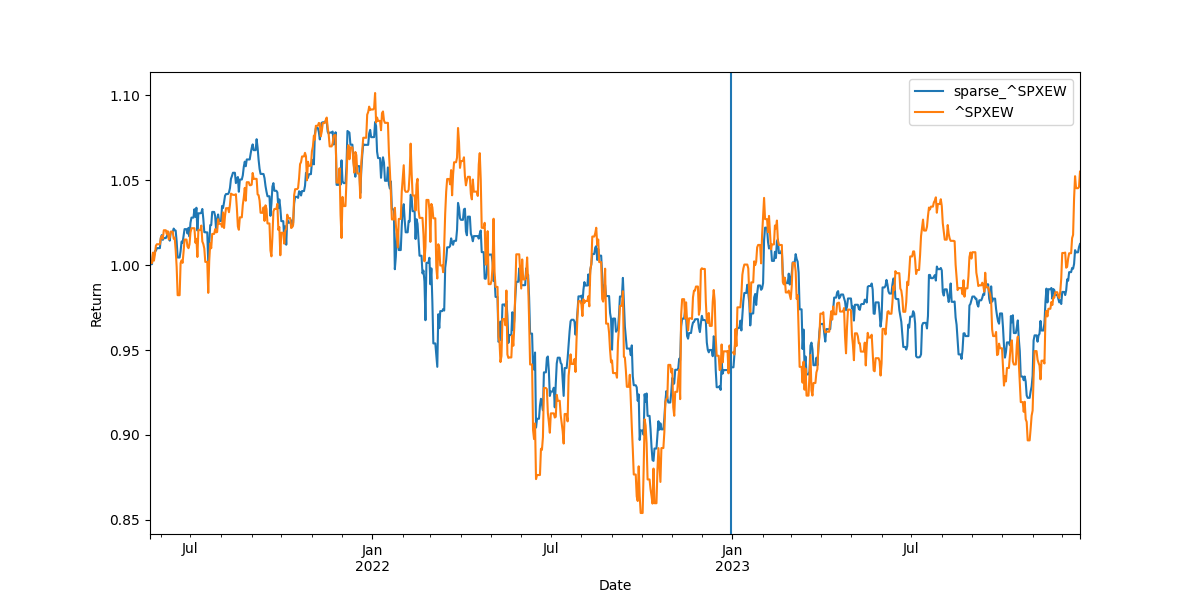 sparse_^SPXEW
^SPXEW
1.10
1.05
1.00
0.95
0.90
0.85
Return
Jul
Jan
2022
Jul
Jan
2023
Jul
Date